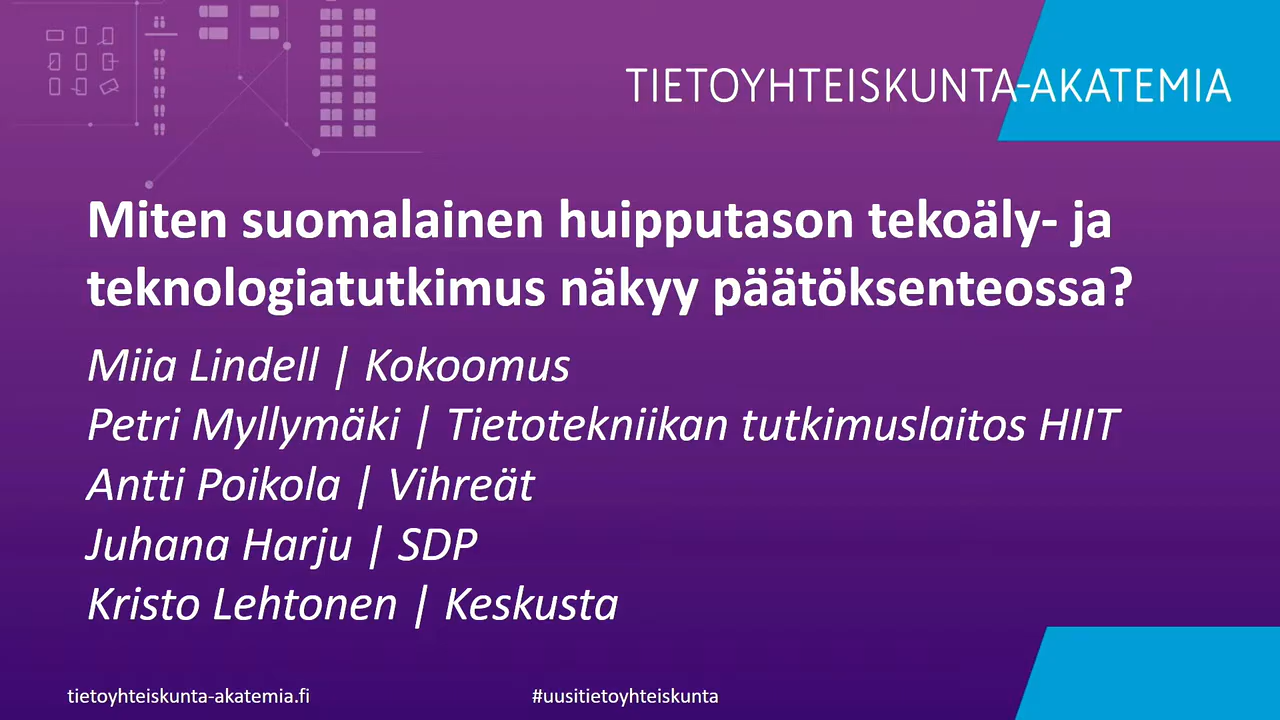 TIETOYHTEISKUNTA-AKATEMIA
Miten suomalainen huipputason tekoäly- ja
teknologiatutkimus näkyy päätöksenteossa?
Miia Lindell | Kokoomus
Petri Myllymäki | Tietotekniikan tutkimuslaitos HIIT
Antti Poikola | Vihreät
Juhana Harju | SDP
Kristo Lehtonen | Keskusta
tietoyhteiskunta-akatemia.fi
#uusitietoyhteiskunta